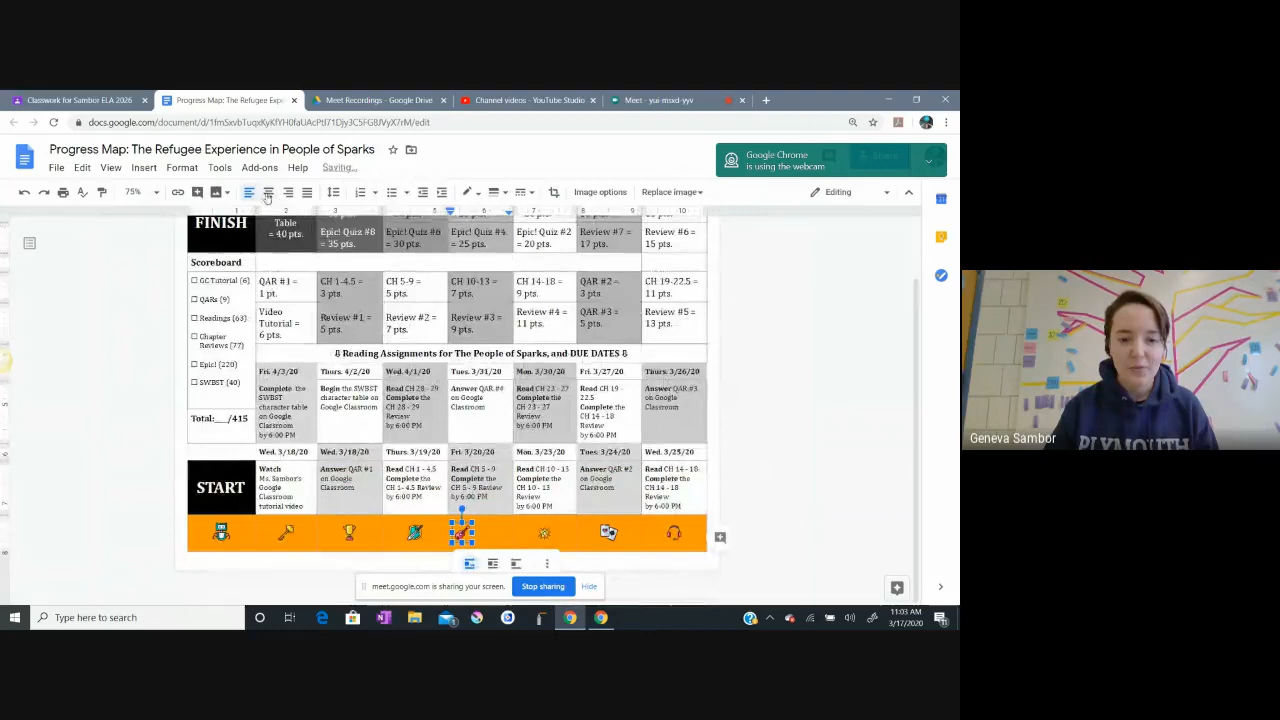 Classwork for Sambor ELA 2026
Progress Map: The Refugee Expe
Meet Recordings - Google Drive
Channel videos - YouTube Studio
Meet - yui-msxd-yyv
Progress Map: The Refugee Experience in People of Sparks
File Edit View Insert Format Tools Add-ons Help Saving...
Google Chrome
is using the webcam
75%
Image options
Replace image
Editing
1 2 3 5 6 7 8 9 10
FINISH
Table
= 40 pts.
Epic! Quiz #8
= 35 pts.
Epic! Quiz #6
= 30 pts.
Epic! Quiz #4
= 25 pts.
Epic! Quiz #2
= 20 pts.
Review #7 =
17 pts.
Review #6 =
15 pts.
Scoreboard
GC Tutorial (6)
QARs (9)
Readings (63)
Chapter
Reviews (77)
Epic! (220)
SWBST (40)
Total:___/415
QAR #1 =
1 pt.
CH 1-4.5 =
3 pts.
CH 5-9 =
5 pts.
CH 10-13 =
7 pts.
CH 14-18 =
9 pts.
QAR #2 =
3 pts.
CH 19-22.5 =
11 pts.
Video
Tutorial =
6 pts.
Review #1 =
5 pts.
Review #2 =
7 pts.
Review #3 =
9 pts.
Review #4 =
11 pts.
QAR #3 =
5 pts.
Review #5 =
13 pts.
⇩ Reading Assignments for The People of Sparks, and DUE DATES ⇩
Fri. 4/3/20
Thurs. 4/2/20
Wed. 4/1/20
Tues. 3/31/20
Mon. 3/30/20
Fri. 3/27/20
Thurs. 3/26/20
Complete the
SWBST
character table
on Google
Classroom
by 6:00 PM
Begin the SWBST
character table on
Google Classroom
Read CH 28 - 29
Complete the
CH 28 - 29
Review
by 6:00 PM
Answer QAR #4
on Google
Classroom
Read CH 23 - 27
Complete the
CH 23 - 27
Review
by 6:00 PM
Read CH 19 -
22.5
Complete the
CH 14 - 18
Review
by 6:00 PM
Answer QAR #3
on Google
Classroom
Wed. 3/18/20
Wed. 3/18/20
Thurs. 3/19/20
Fri. 3/20/20
Mon. 3/23/20
Tues. 3/24/20
Wed. 3/25/20
START
Watch
Ms. Sambor's
Google
Classroom
tutorial video
Answer QAR #1
on Google
Classroom
Read CH 1 - 4.5
Complete the
CH 1- 4.5 Review
by 6:00 PM
Read CH 5 - 9
Complete the
CH 5 - 9 Review
by 6:00 PM
Read CH 10 - 13
Complete the
CH 10 - 13
Review
by 6:00 PM
Answer QAR #2
on Google
Classroom
Read CH 14 - 18
Complete the
CH 14 - 18
Review
by 6:00 PM
meet.google.com is sharing your screen.
Stop sharing
Hide
Type here to search
11:03 AM
3/17/2020
Geneva Sambor
PLYMOUTH